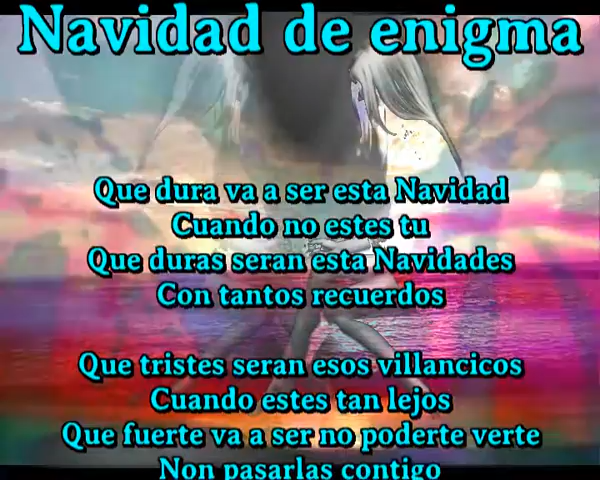 Navidad de enigma
Que dura va a ser esta Navidad
Cuando no estes tu
Que duras seran esta Navidades
Con tantos recuerdos
Que tristes seran esos villancicos
Cuando estes tan lejos
Que fuerte va a ser no poderte verte
Non pasarlas contigo